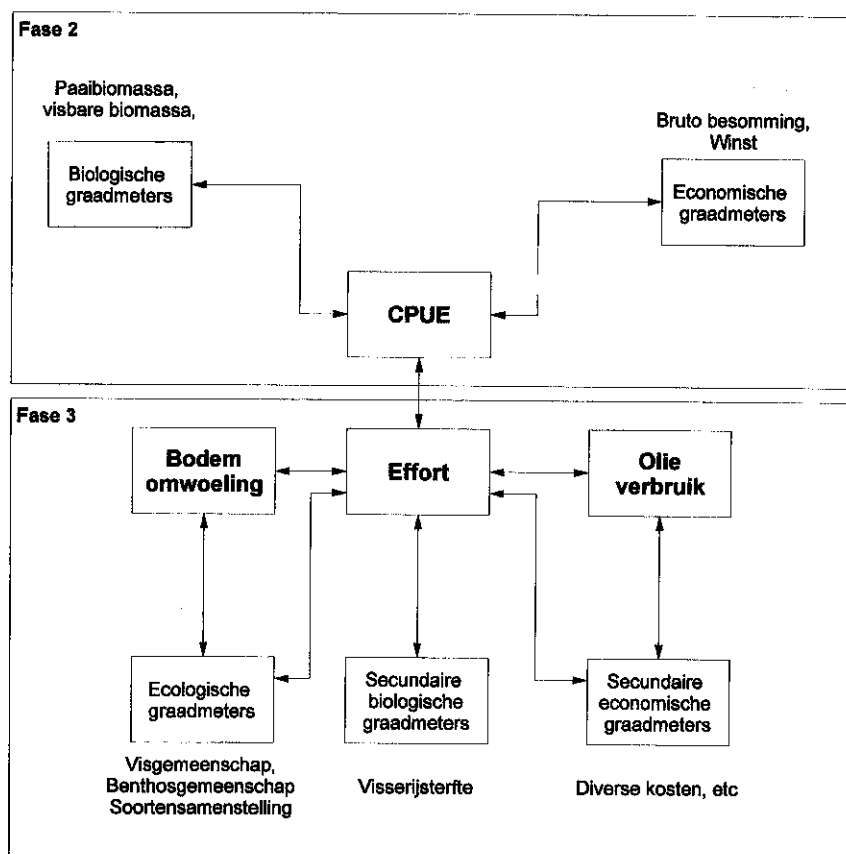 Fase 2
Paaibiomassa,
visbare biomassa,
Biologische
graadmeters
Bruto besomming,
Winst
Economische
graadmeters
CPUE
Fase 3
Bodem
omwoeling
Effort
Olie
verbruik
Ecologische
graadmeters
Secundaire
biologische
graadmeters
Secundaire
economische
graadmeters
Visgemeenschap,
Benthosgemeenschap
Soortensamenstelling
Visserijsterfte
Diverse kosten, etc